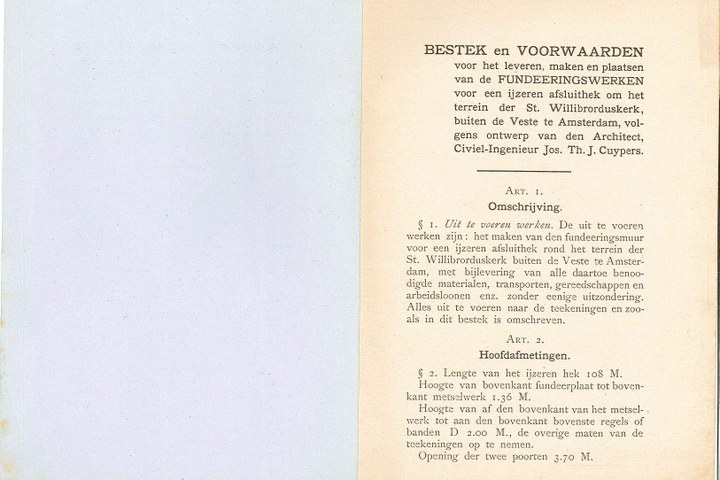 BESTEK en VOORWAARDEN
voor het leveren, maken en plaatsen
van de FUNDEERINGSWERKEN
voor een ijzeren afsluithek om het
terrein der St. Willibrorduskerk,
buiten de Veste te Amsterdam, vol-
gens ontwerp van den Architect,
Civiel-Ingenieur Jos. Th. J. Cuypers.
Art. 1.
Omschrijving.
§ 1. Uit te voeren werken. De uit te voeren
werken zijn: het maken van den fundeeringsmuur
voor een ijzeren afsluithek rond het terrein der
St. Willibrorduskerk buiten de Veste te Amster-
dam, met bijlevering van alle daartoe benoo-
digde materialen, transporten, gereedschappen en
arbeidsloonen enz. zonder eenige uitzondering.
Alles uit te voeren naar de teekeningen en zoo-
als in dit bestek is omschreven.
Art. 2.
Hoofdafmetingen.
§ 2. Lengte van het ijzeren hek 108 M.
Hoogte van bovenkant fundeerplaat tot boven-
kant metselwerk 1.36 M.
Hoogte van af den bovenkant van het metsel-
werk tot aan den bovenkant bovenste regels of
banden D 2.00 M., de overige maten van de
teekeningen op te nemen.
Opening der twee poorten 3.70 M.